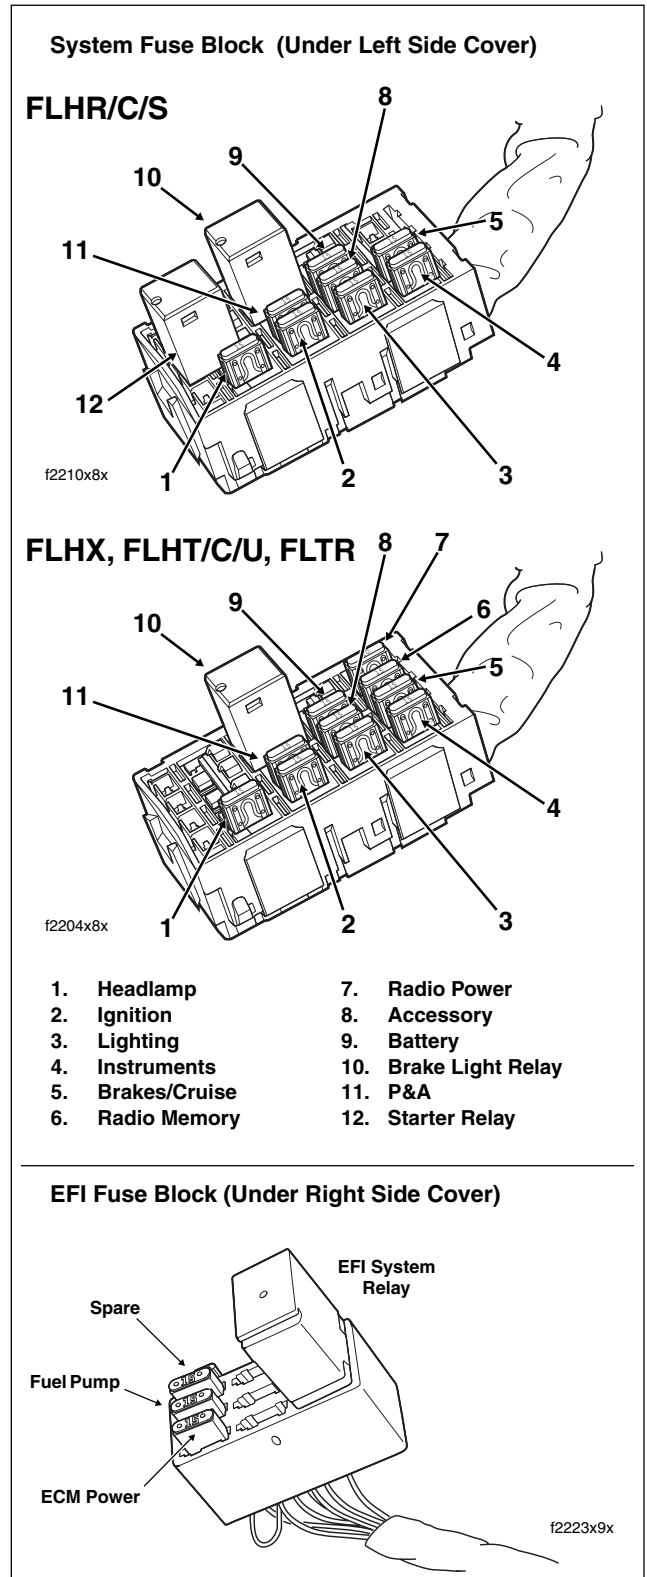 System Fuse Block (Under Left Side Cover)
FLHR/C/S
8
9
10
11
5
4
12
1
2
3
f2210x8x
FLHX, FLHT/C/U, FLTR
8
7
9
10
6
5
11
4
1
2
3
f2204x8x
1. Headlamp
2. Ignition
3. Lighting
4. Instruments
5. Brakes/Cruise
6. Radio Memory
7. Radio Power
8. Accessory
9. Battery
10. Brake Light Relay
11. P&A
12. Starter Relay
EFI Fuse Block (Under Right Side Cover)
EFI System
Relay
Spare
Fuel Pump
15
15
15
ECM Power
f2223x9x